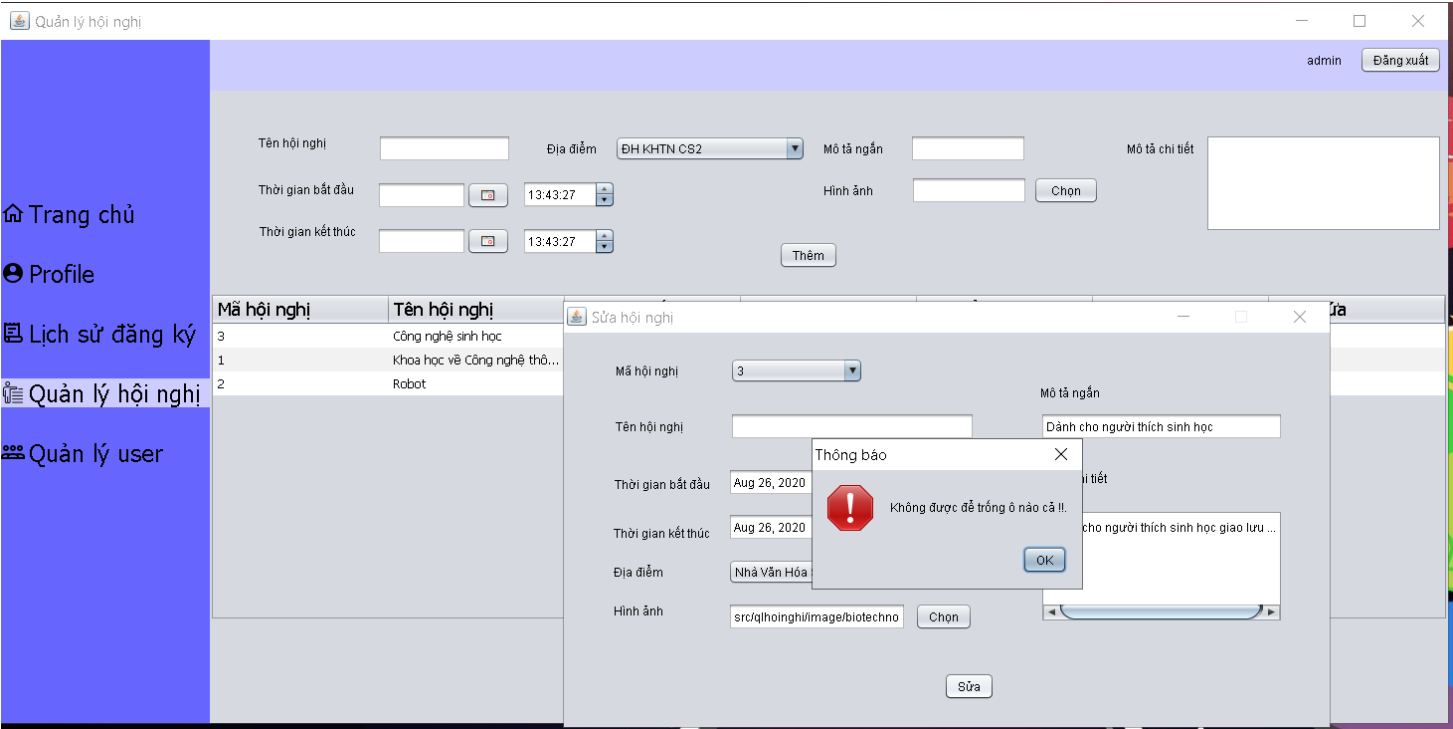 Quản lý hội nghị
admin
Đăng xuất
Tên hội nghị
Địa điểm
ĐH KHTN CS2
Mô tả ngắn
Mô tả chi tiết
Thời gian bắt đầu
13:43:27
Hình ảnh
Chọn
Thời gian kết thúc
13:43:27
Thêm
Trang chủ
Profile
Lịch sử đăng ký
Quản lý hội nghị
Quản lý user
Mã hội nghị
Tên hội nghị
3
Công nghệ sinh học
1
Khoa học về Công nghệ thô...
2
Robot
Sửa hội nghị
Mã hội nghị
3
Mô tả ngắn
Tên hội nghị
Dành cho người thích sinh học
Thời gian bắt đầu
Aug 26, 2020
Thời gian kết thúc
Aug 26, 2020
cho người thích sinh học giao lưu ...
Địa điểm
Nhà Văn Hóa
Hình ảnh
src/qlhoinghi/image/biotechno
Chọn
Sửa
Thông báo
Không được để trống ô nào cả !!.
OK